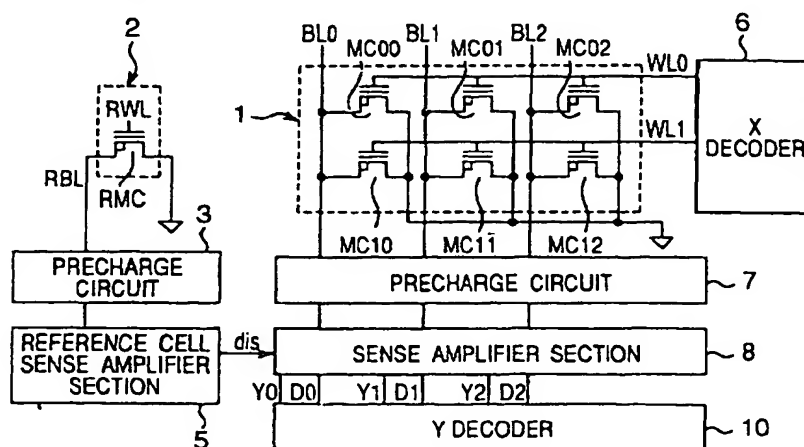 2
BL0 BL1 BL2
6
MC00 MC01 MC02
WL0
RWL
1
WL1
X
DECODER
RBL
RMC
3
MC10 MC11 MC12
PRECHARGE
CIRCUIT
PRECHARGE CIRCUIT
7
REFERENCE CELL
SENSE AMPLIFIER
SECTION
dis
SENSE AMPLIFIER SECTION
8
Y0 D0 Y1 D1 Y2 D2
5
Y DECODER
10